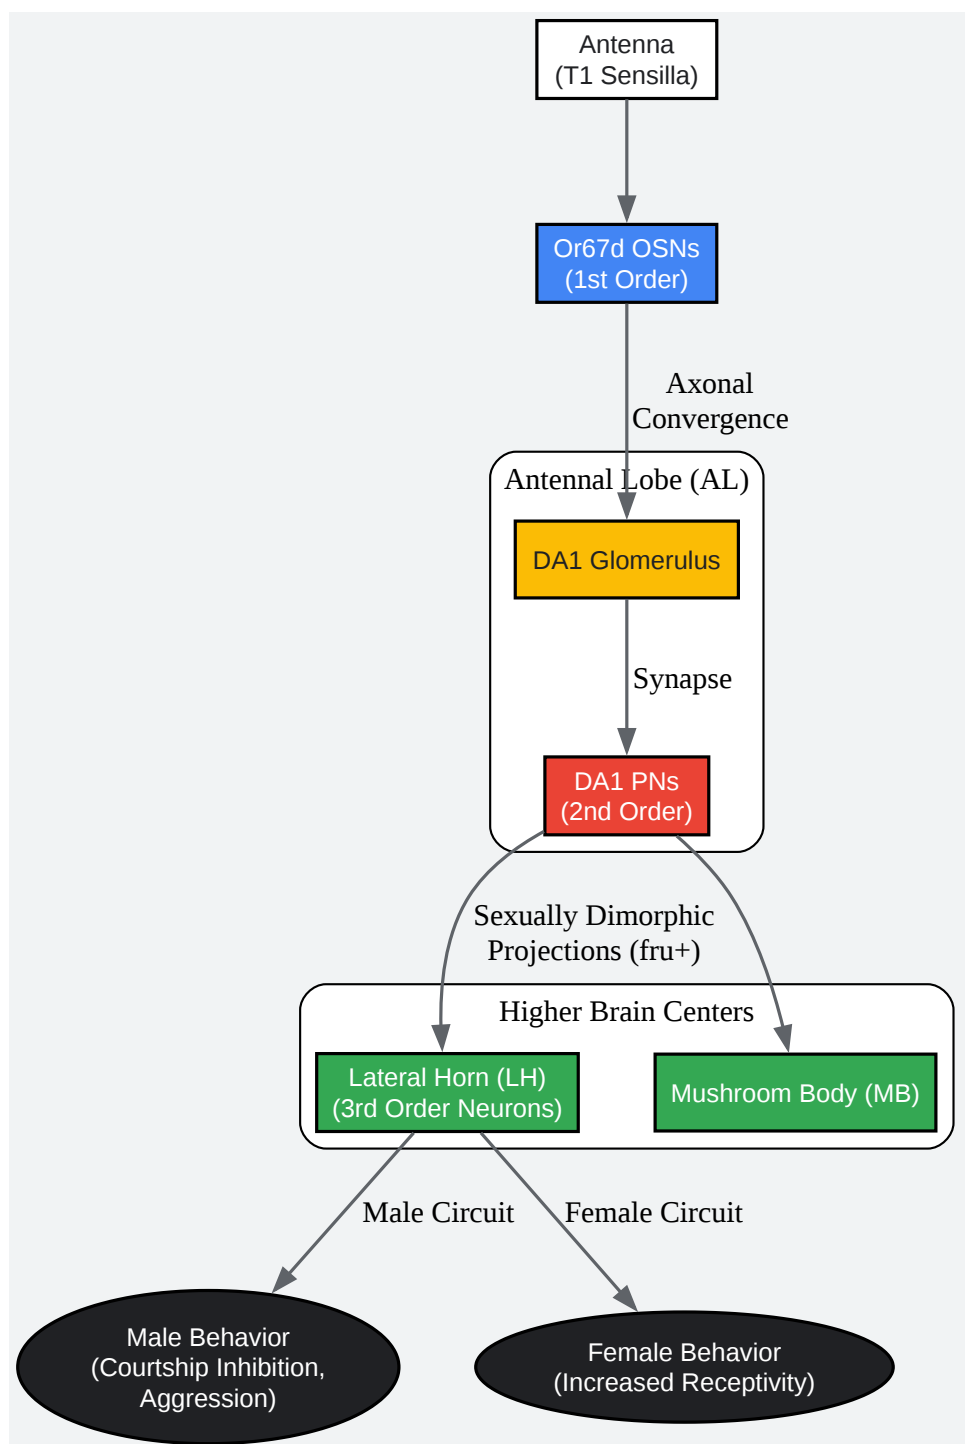 Antenna
(T1 Sensilla)
Or67d OSNs
(1st Order)
Axonal
Convergence
Antennal Lobe (AL)
DA1 Glomerulus
Synapse
DA1 PNs
(2nd Order)
Sexually Dimorphic
Projections (fru+)
Higher Brain Centers
Lateral Horn (LH)
(3rd Order Neurons)
Mushroom Body (MB)
Male Circuit
Female Circuit
Male Behavior
(Courtship Inhibition,
Aggression)
Female Behavior
(Increased Receptivity)